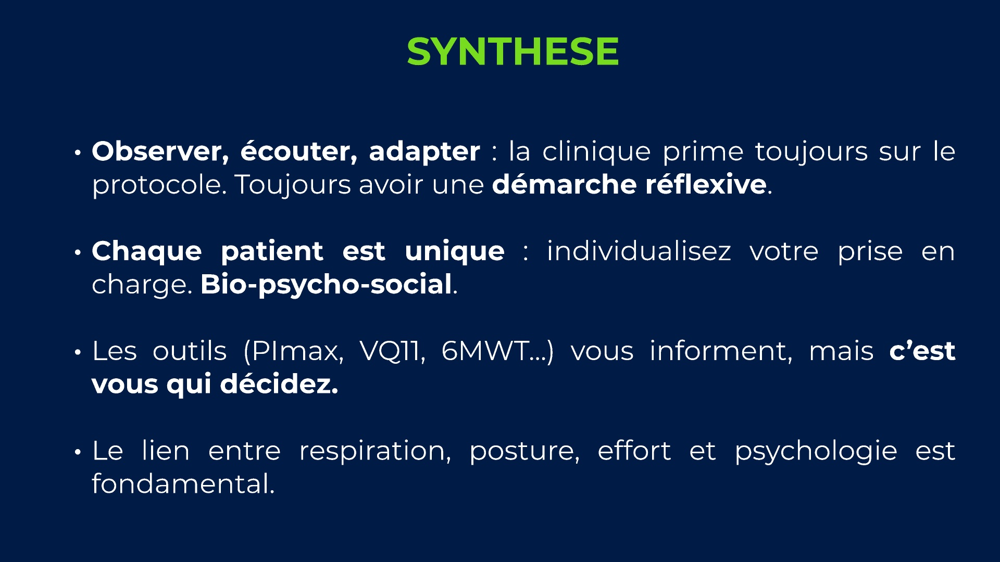 SYNTHESE
• Observer, écouter, adapter : la clinique prime toujours sur le
protocole. Toujours avoir une démarche réflexive.
• Chaque patient est unique : individualisez votre prise en
charge. Bio-psycho-social.
• Les outils (PImax, VQ11, 6MWT...) vous informent, mais c’est
vous qui décidez.
• Le lien entre respiration, posture, effort et psychologie est
fondamental.